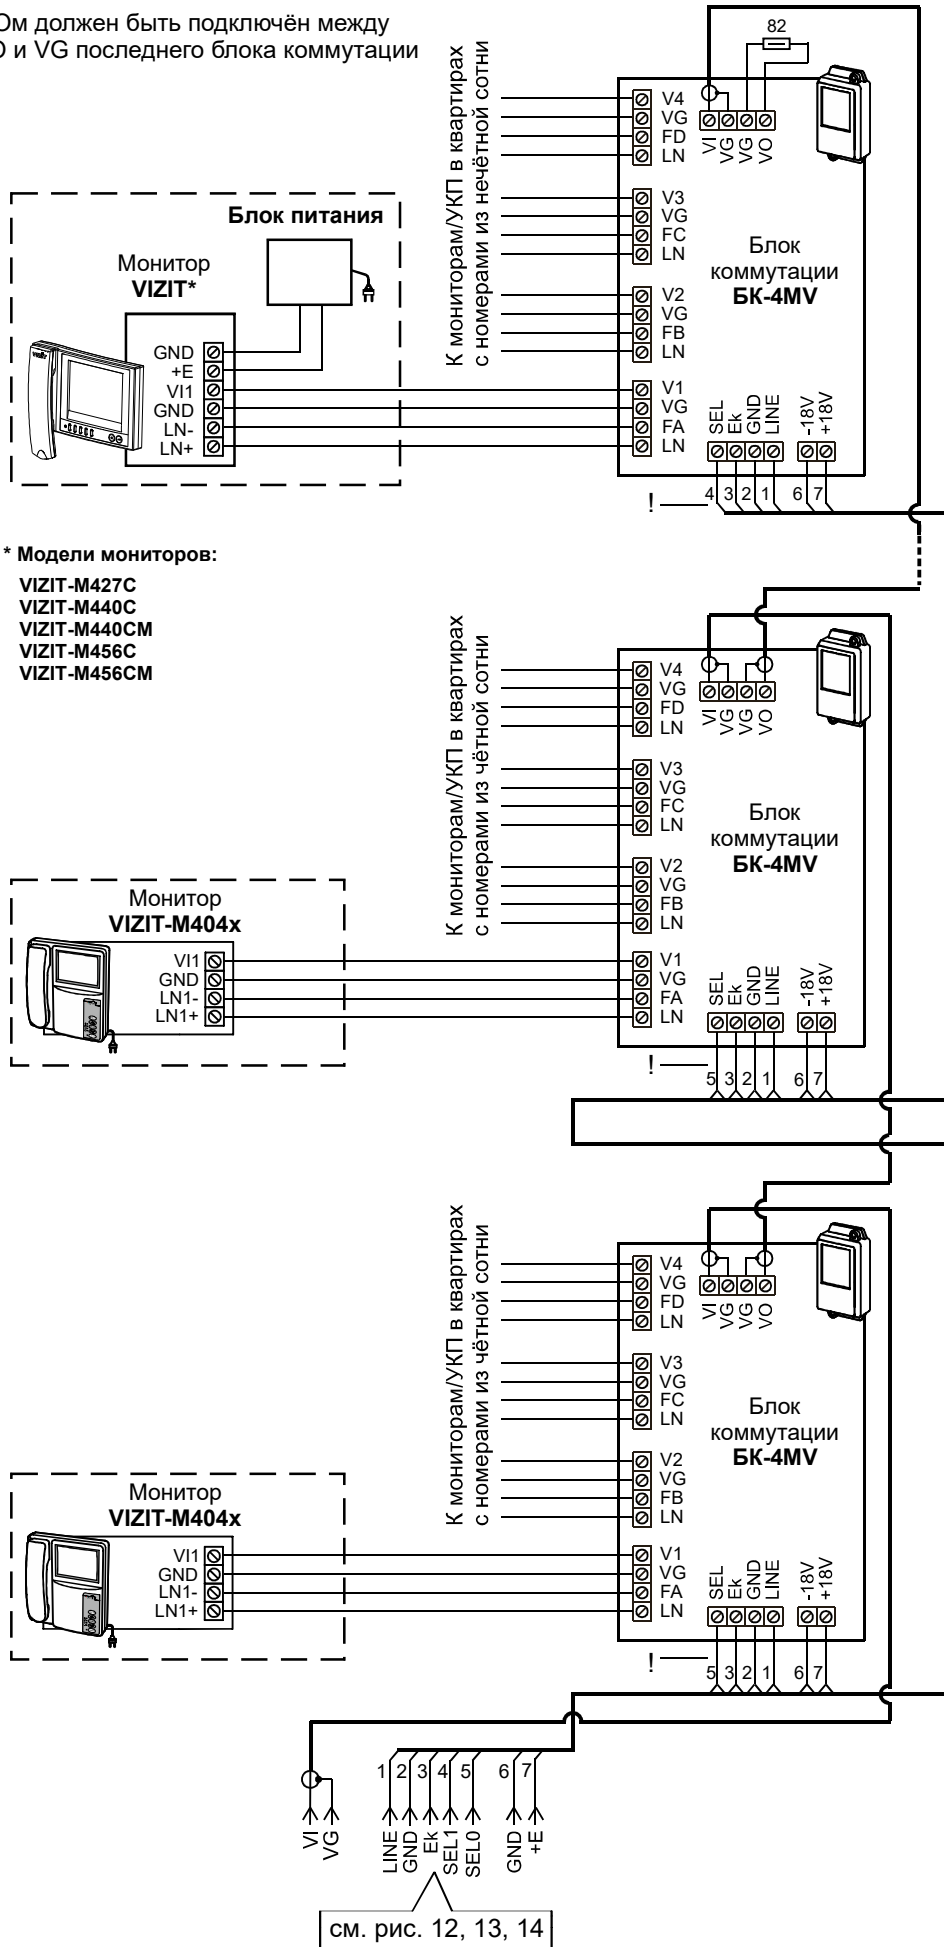 Ом должен быть подключён между
и VG последнего блока коммутации
82
К мониторам/УКП в квартирах
с номерами из нечётной сотни
V4
VG
FD
LN
VI
VG
VG
VO
V3
VG
FC
LN
Блок
коммутации
БК-4MV
V2
VG
FB
LN
V1
VG
FA
LN
SEL
Ek
GND
LINE
-18V
+18V
!
4
3
2
1
6
7
Блок питания
Монитор
VIZIT*
GND
+E
VI1
GND
LN-
LN+
* Модели мониторов:
VIZIT-M427C
VIZIT-M440C
VIZIT-M440CM
VIZIT-M456C
VIZIT-M456CM
К мониторам/УКП в квартирах
с номерами из чётной сотни
V4
VG
FD
LN
VI
VG
VG
VO
V3
VG
FC
LN
Блок
коммутации
БК-4MV
V2
VG
FB
LN
V1
VG
FA
LN
SEL
Ek
GND
LINE
-18V
+18V
!
5
3
2
1
6
7
Монитор
VIZIT-M404x
VI1
GND
LN1-
LN1+
К мониторам/УКП в квартирах
с номерами из чётной сотни
V4
VG
FD
LN
VI
VG
VG
VO
V3
VG
FC
LN
Блок
коммутации
БК-4MV
V2
VG
FB
LN
V1
VG
FA
LN
SEL
Ek
GND
LINE
-18V
+18V
!
5
3
2
1
6
7
Монитор
VIZIT-M404x
VI1
GND
LN1-
LN1+
1
2
3
4
5
6
7
VI
VG
LINE
GND
Ek
SEL1
SEL0
GND
+E
см. рис. 12, 13, 14